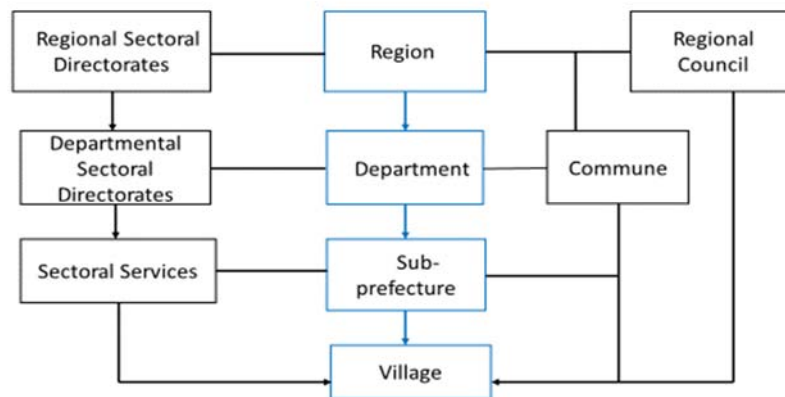 Regional Sectoral
Directorates
Region
Regional
Council
Departmental
Sectoral
Directorates
Department
Commune
Sectoral Services
Sub-
prefecture
Village